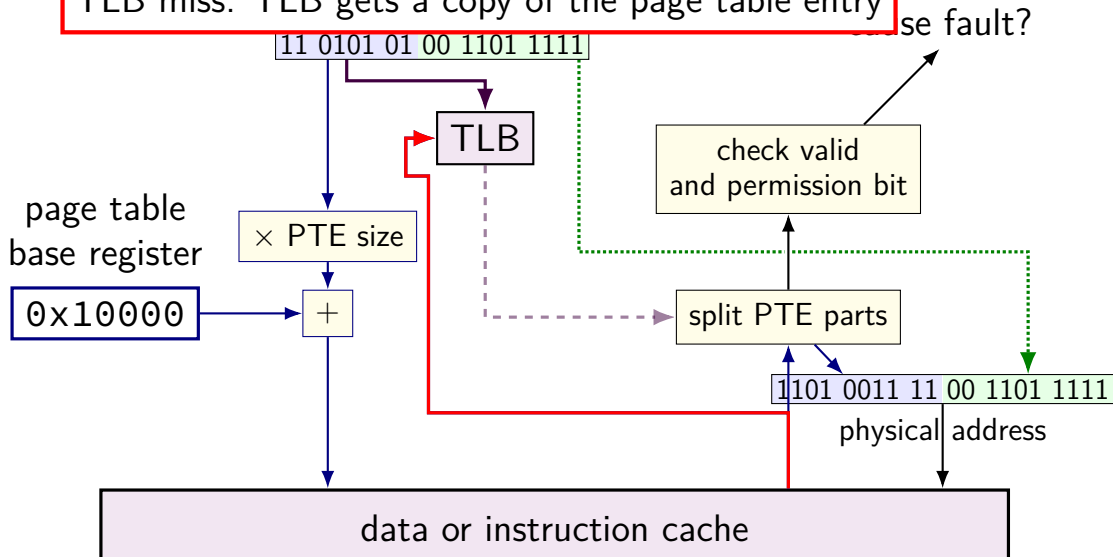 TLB miss: TLB gets a copy of the page table entry
cause fault?
11 0101 01 00 1101 1111
TLB
check valid
and permission bit
page table
base register
× PTE size
0x10000
+
split PTE parts
1101 0011 11 00 1101 1111
physical address
data or instruction cache